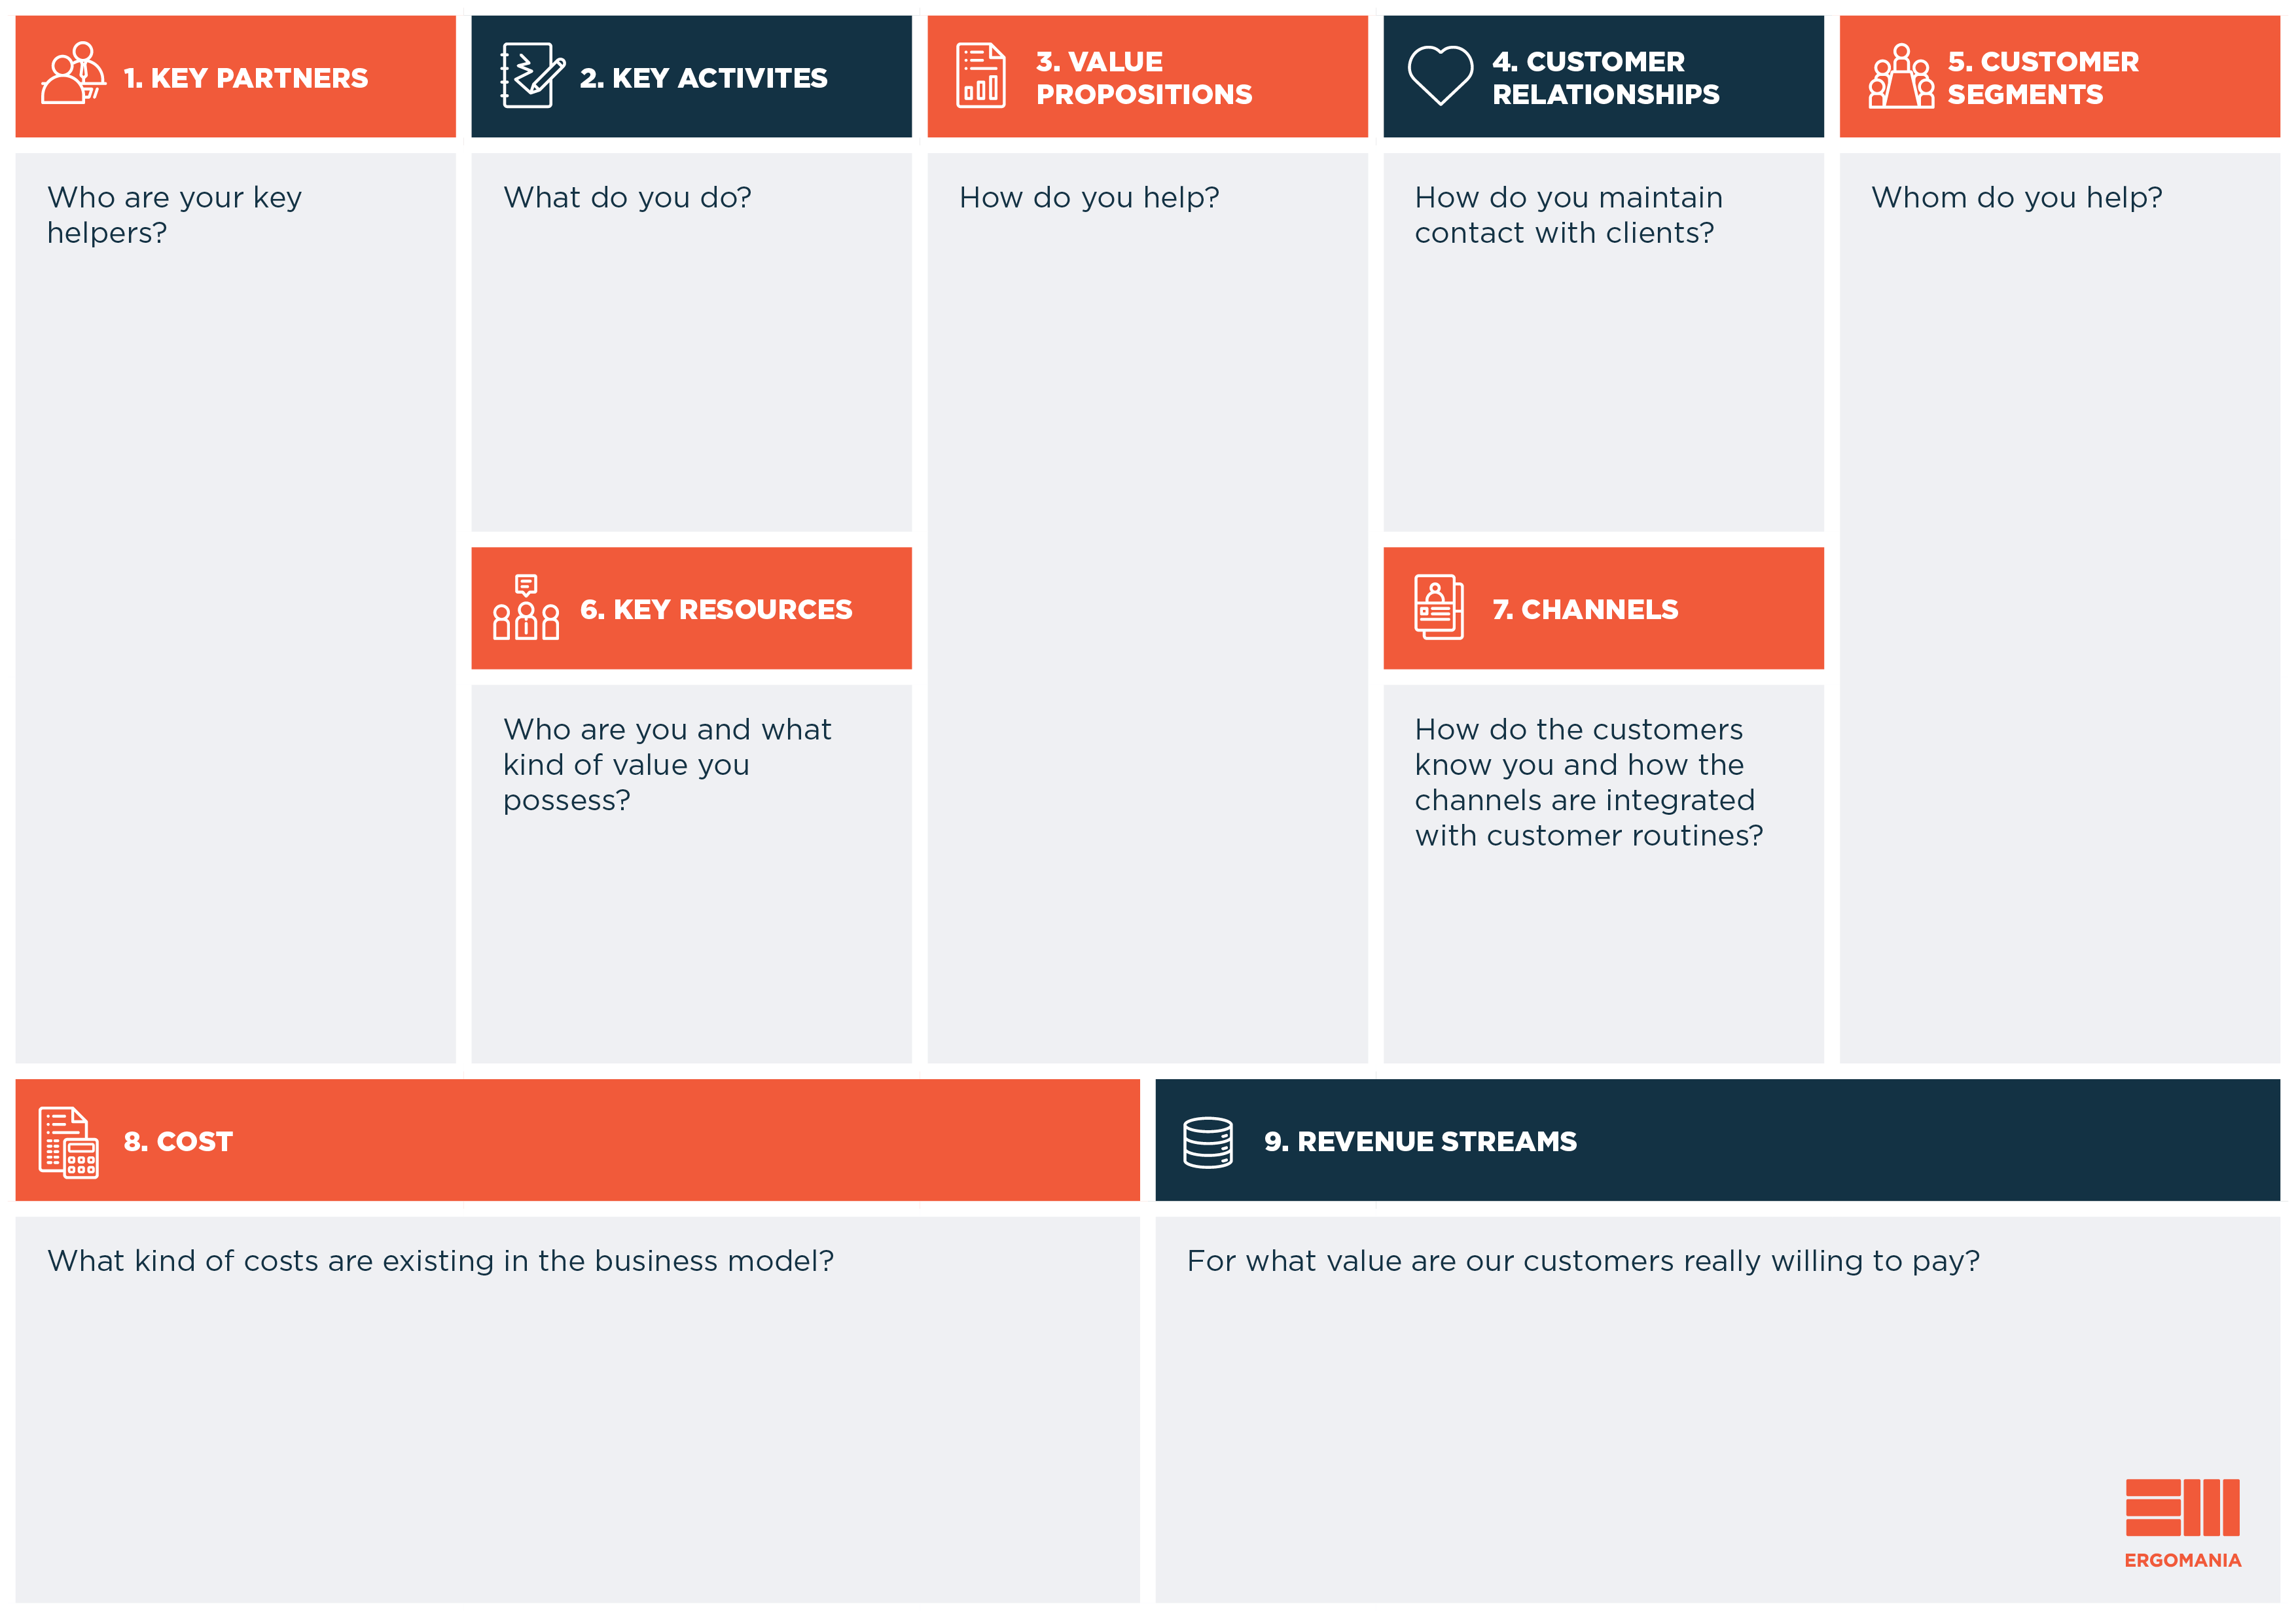 1. KEY PARTNERS
Who are your key
helpers?
2. KEY ACTIVITES
What do you do?
3. VALUE
PROPOSITIONS
How do you help?
4. CUSTOMER
RELATIONSHIPS
How do you maintain
contact with clients?
5. CUSTOMER
SEGMENTS
Whom do you help?
6. KEY RESOURCES
Who are you and what
kind of value you
possess?
7. CHANNELS
How do the customers
know you and how the
channels are integrated
with customer routines?
8. COST
What kind of costs are existing in the business model?
9. REVENUE STREAMS
For what value are our customers really willing to pay?
ERGOMANIA